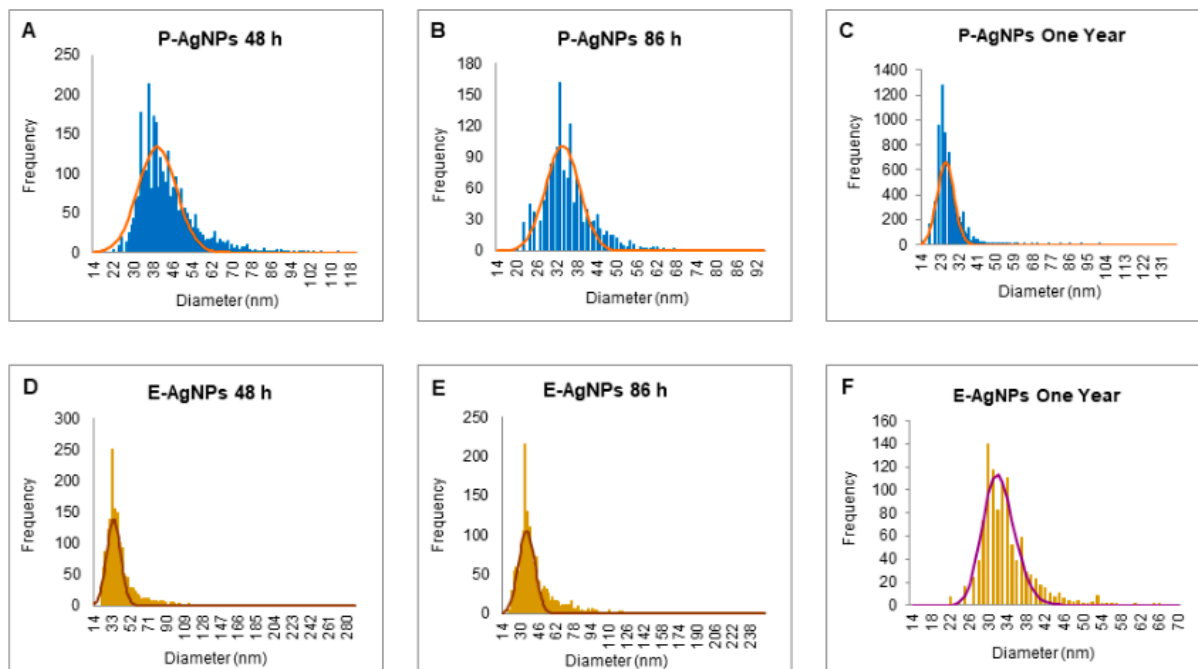 A
P-AgNPs 48 h
250
200
150
100
50
0
Frequency
14 22 30 38 46 54 62 70 78 86 94 102 110 118
Diameter (nm)
B
P-AgNPs 86 h
180
150
120
90
60
30
0
Frequency
14 20 26 32 38 44 50 56 62 68 74 80 86 92
Diameter (nm)
C
P-AgNPs One Year
1400
1200
1000
800
600
400
200
0
Frequency
14 23 32 41 50 59 68 77 86 95 104 113 122 131
Diameter (nm)
D
E-AgNPs 48 h
300
250
200
150
100
50
0
Frequency
14 33 52 71 90 109 128 147 166 185 204 223 242 261 280
Diameter (nm)
E
E-AgNPs 86 h
250
200
150
100
50
0
Frequency
14 30 46 62 78 94 110 126 142 158 174 190 206 222 238
Diameter (nm)
F
E-AgNPs One Year
160
140
120
100
80
60
40
20
0
Frequency
14 18 22 26 30 34 38 42 46 50 54 58 62 66 70
Diameter (nm)